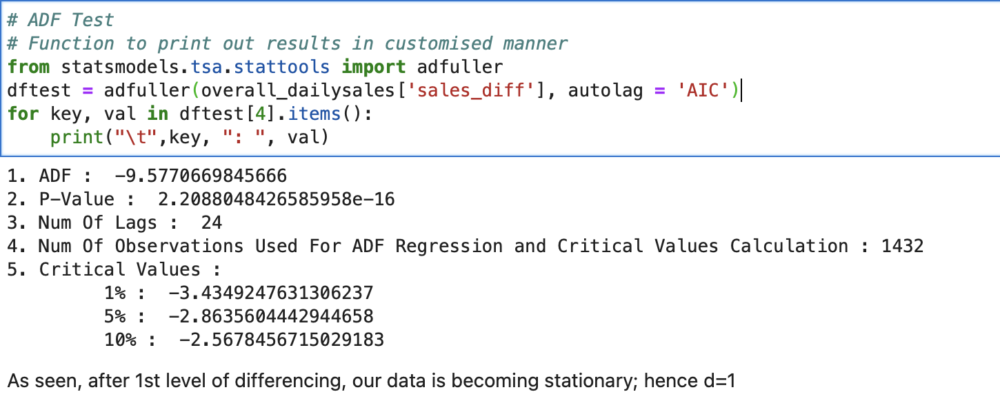 # ADF Test
# Function to print out results in customised manner
from statsmodels.tsa.stattools import adfuller
dftest = adfuller(overall_dailysales['sales_diff'], autolag = 'AIC')
for key, val in dftest[4].items():
    print("\t",key, ": ", val)
1. ADF :  -9.5770669845666
2. P-Value :  2.2088048426585958e-16
3. Num Of Lags :  24
4. Num Of Observations Used For ADF Regression and Critical Values Calculation : 1432
5. Critical Values :
         1% :  -3.4349247631306237
         5% :  -2.8635604442944658
         10% :  -2.5678456715029183
As seen, after 1st level of differencing, our data is becoming stationary; hence d=1